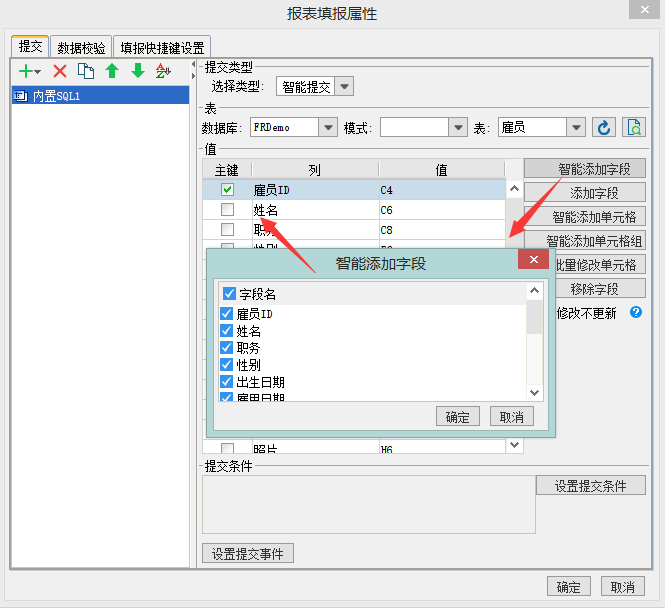 报表填报属性
提交 数据校验 填报快捷键设置
内置SQL1
提交类型
选择类型: 智能提交
表
数据库: FRDemo 模式: 表: 雇员
值
主键 列 值
雇员ID C4
姓名 C6
职务 C8
性别
智能添加字段
添加字段
智能添加单元格
智能添加单元格组
批量修改单元格
移除字段
修改不更新
智能添加字段
字段名
雇员ID
姓名
职务
性别
出生日期
雇用日期
确定 取消
照片 H6
提交条件
设置提交条件
设置提交事件
确定 取消